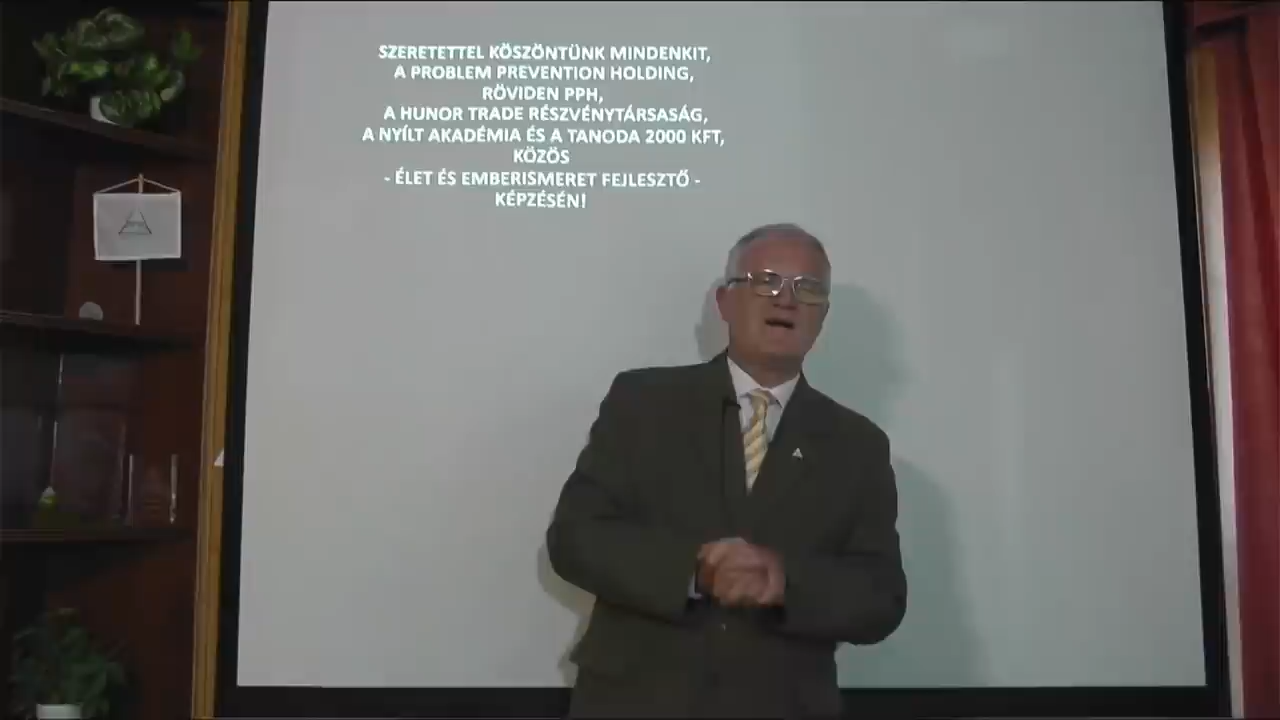 SZERETETTEL KÖSZÖNTÜNK MINDENKIT,
A PROBLEM PREVENTION HOLDING,
RÖVIDEN PPH,
A HUNOR TRADE RÉSZVÉNYTÁRSASÁG,
A NYÍLT AKADÉMIA ÉS A TANODA 2000 KFT,
KÖZÖS
- ÉLET ÉS EMBERISMERET FEJLESZTŐ -
KÉPZÉSÉN!